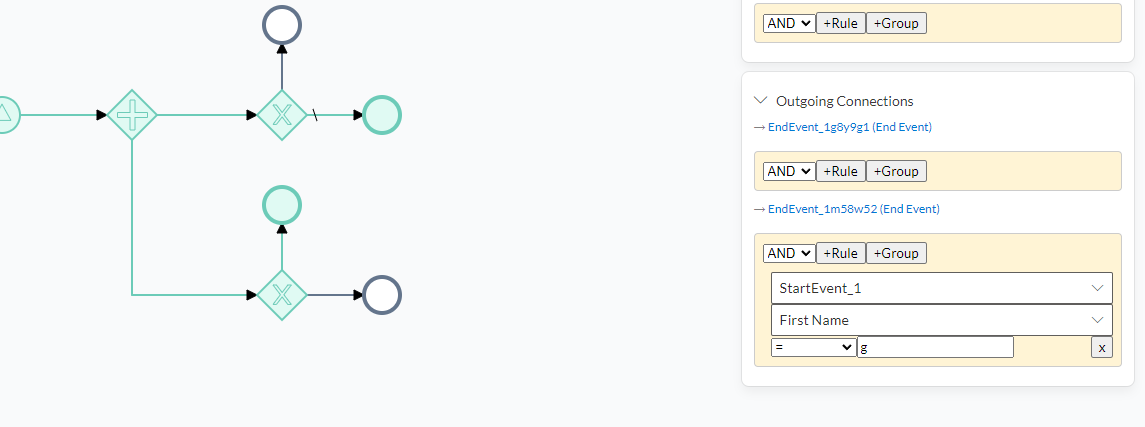 AND +Rule +Group
Outgoing Connections
→ EndEvent_1g8y9g1 (End Event)
AND +Rule +Group
→ EndEvent_1m58w52 (End Event)
AND +Rule +Group
StartEvent_1
First Name
= g x
X
X